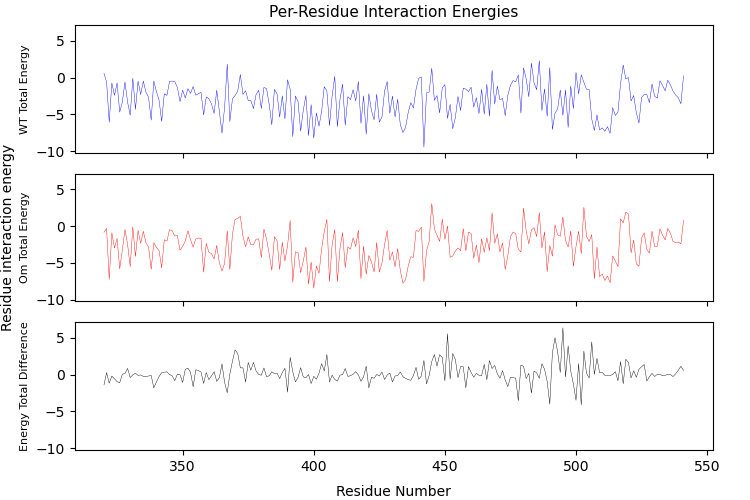 Per-Residue Interaction Energies
Residue interaction energy
WT Total Energy
5
0
−5
−10
Om Total Energy
5
0
−5
−10
Energy Total Difference
5
0
−5
−10
350
400
450
500
550
Residue Number